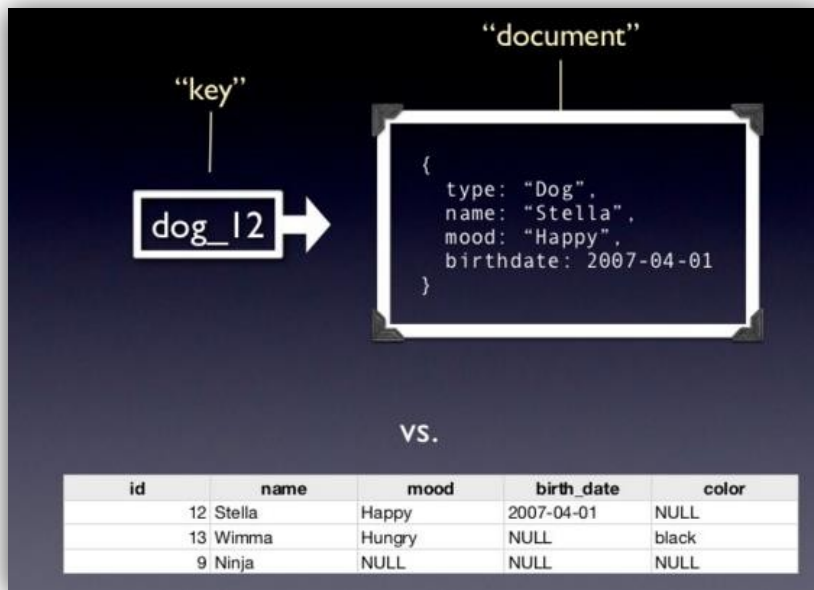 “document”
“key”
dog_12
{
type: “Dog”,
name: “Stella”,
mood: “Happy”,
birthdate: 2007-04-01
}
vs.
id name mood birth_date color
12 Stella Happy 2007-04-01 NULL
13 Wimma Hungry NULL black
9 Ninja NULL NULL NULL